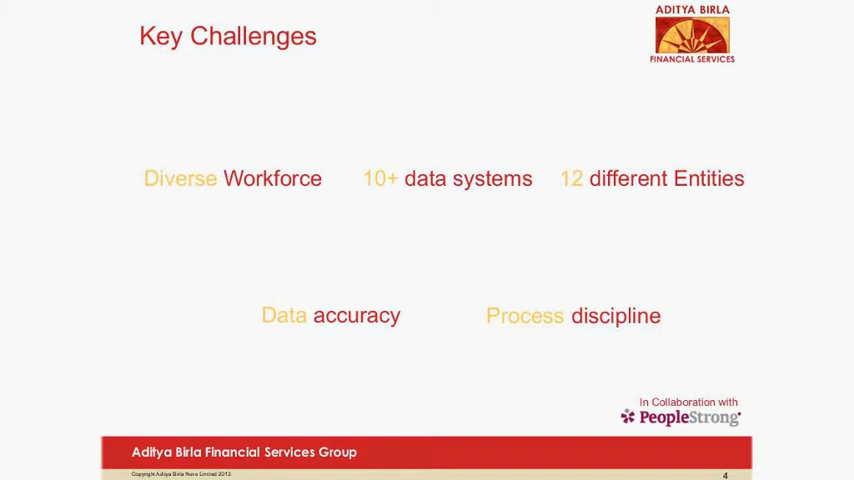 Key Challenges
ADITYA BIRLA
FINANCIAL SERVICES
Diverse Workforce
10+ data systems
12 different Entities
Data accuracy
Process discipline
In Collaboration with
PeopleStrong
Aditya Birla Financial Services Group
Copyright Aditya Birla Nuvo Limited 2013
4